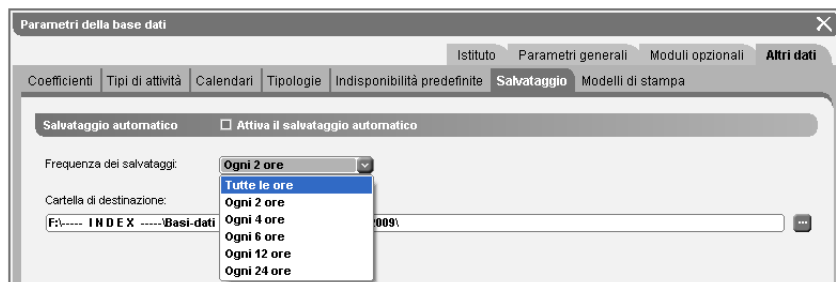 Parametri della base dati
Istituto Parametri generali Moduli opzionali Altri dati
Coefficienti Tipi di attività Calendari Tipologie Indisponibilità predefinite Salvataggio Modelli di stampa
Salvataggio automatico Attiva il salvataggio automatico
Frequenza dei salvataggi: Ogni 2 ore
Tutte le ore
Cartella di destinazione: Ogni 2 ore
F:\----- I N D E X -----\Basi-dati Ogni 4 ore 2009\
Ogni 6 ore
Ogni 12 ore
Ogni 24 ore